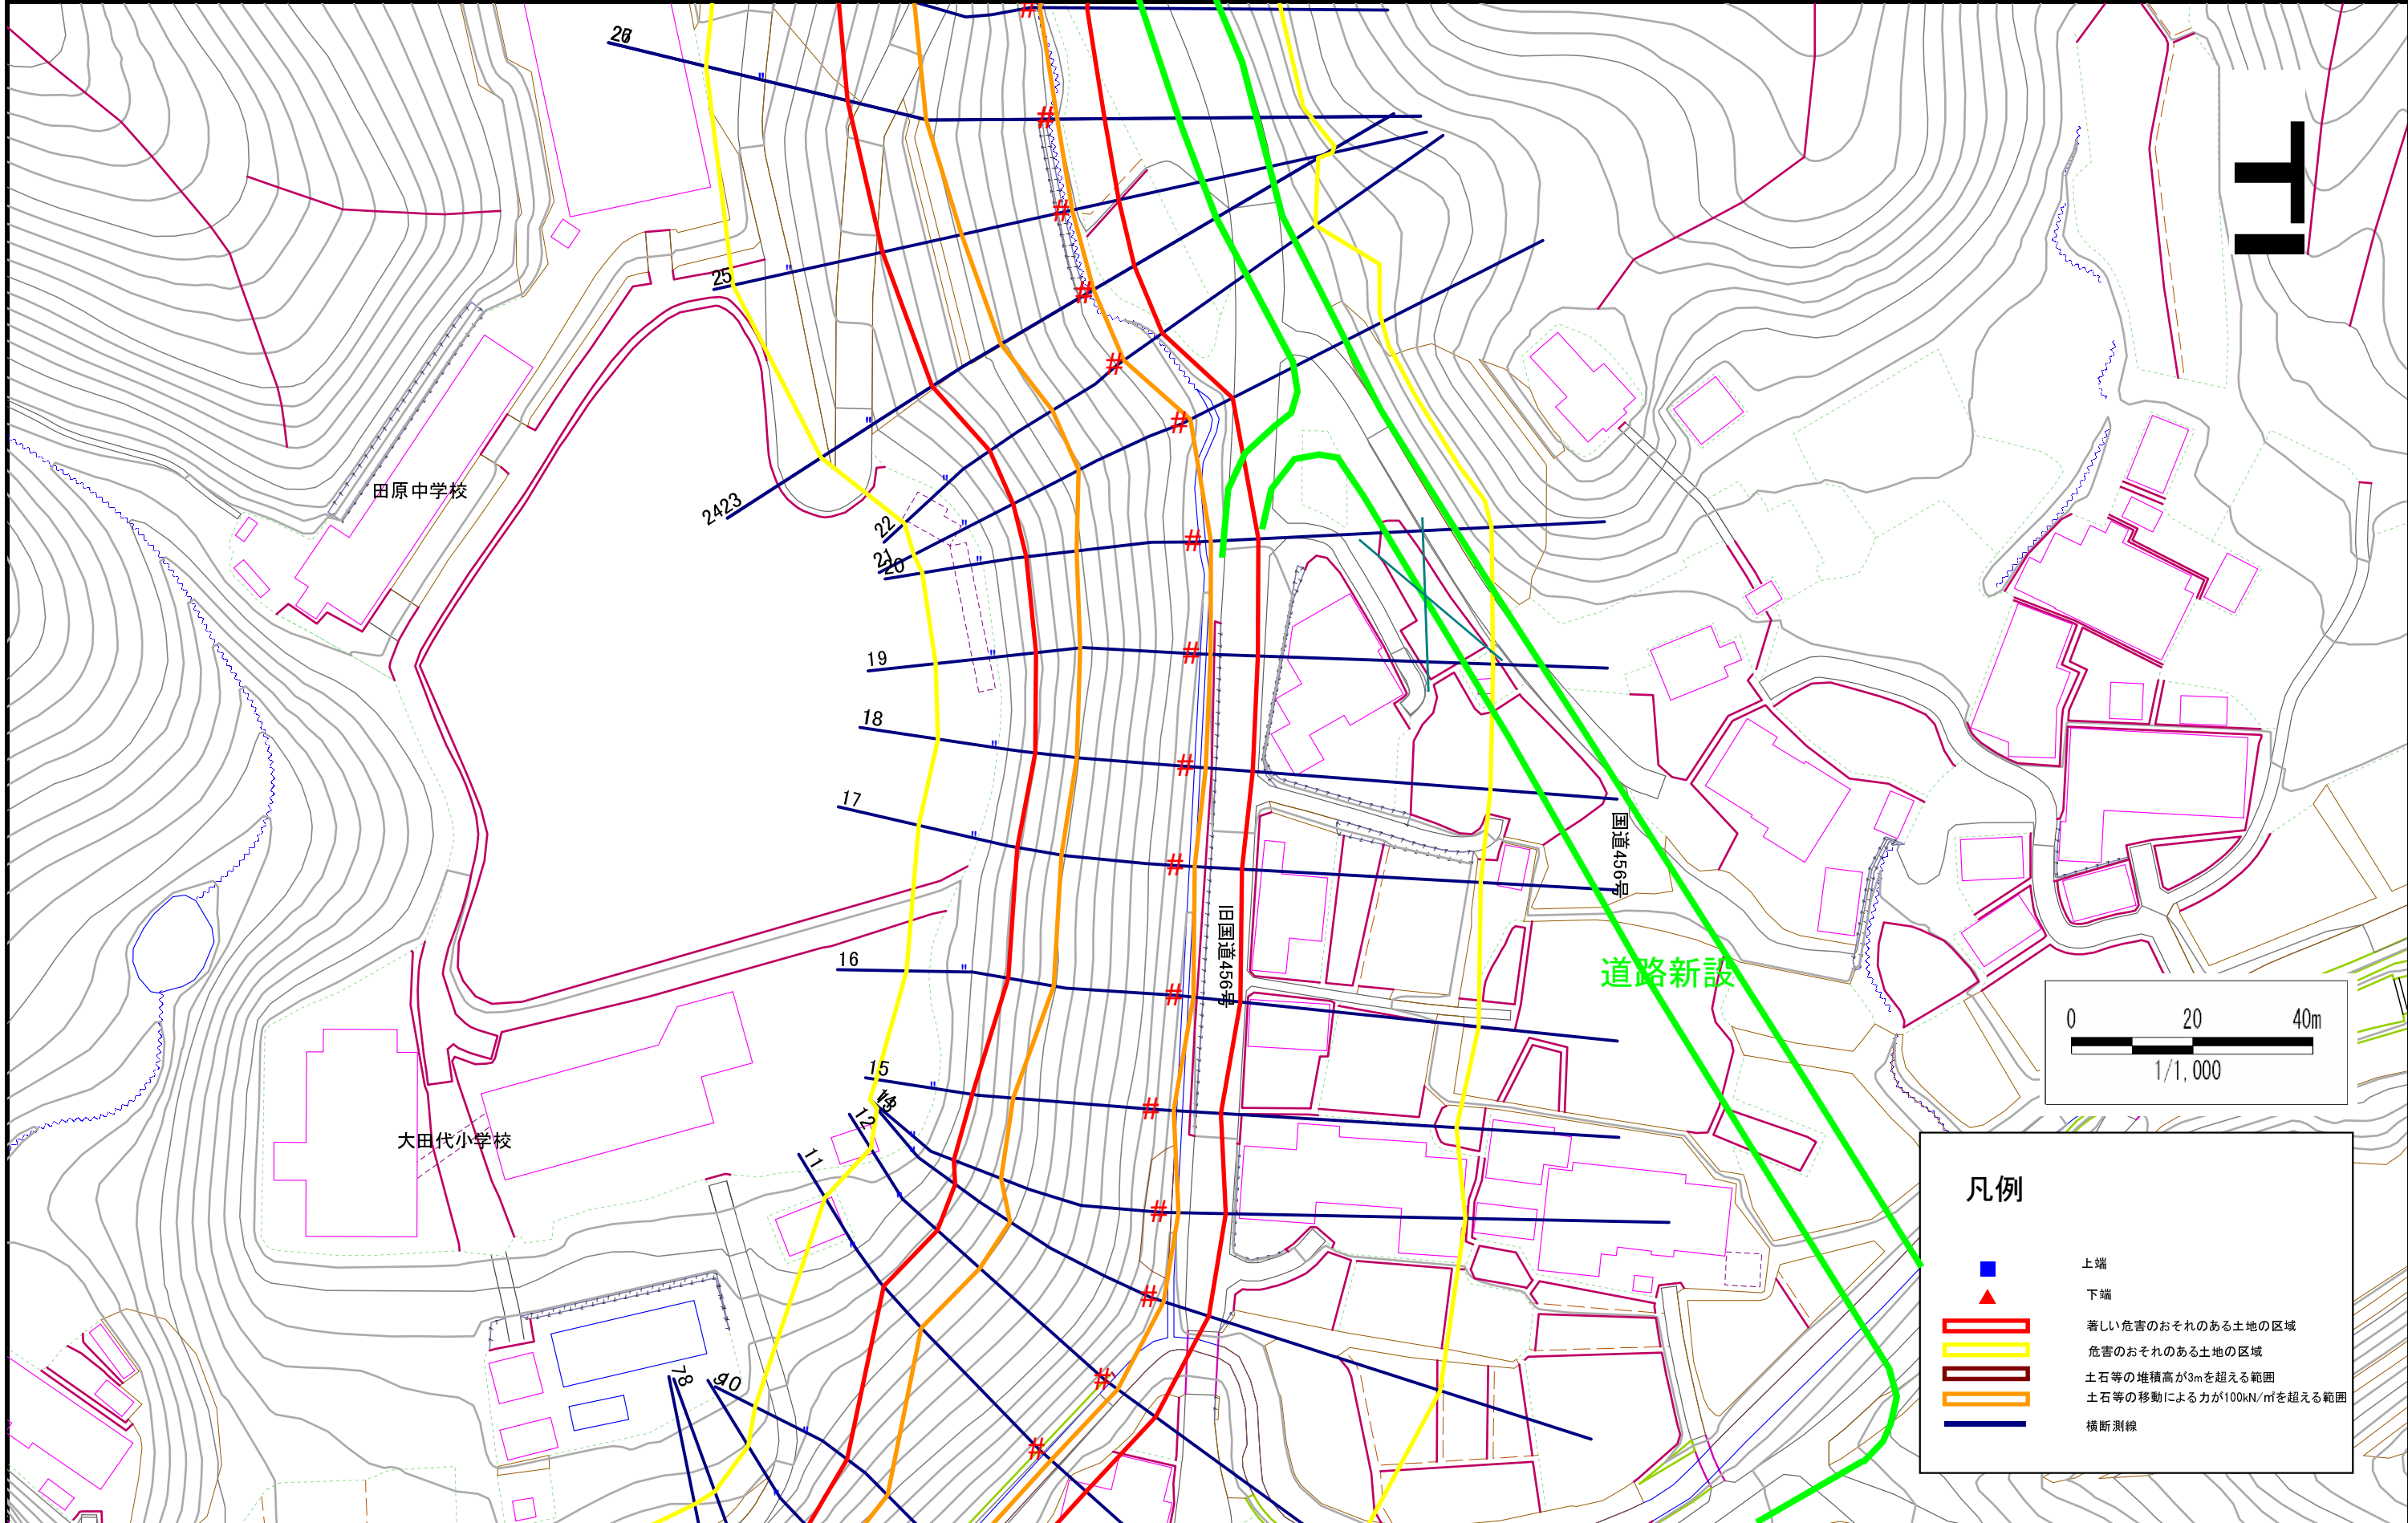 26
25
2423
22
21
20
田原中学校
19
18
17
国道456号
旧国道456号
16
道路新設
0 20 40m
1/1,000
15
12
11
大田代小学校
凡例
上端
下端
著しい危害のおそれのある土地の区域
危害のおそれのある土地の区域
土石等の堆積高が3mを超える範囲
土石等の移動による力が100kN/㎡を超える範囲
横断測線
78